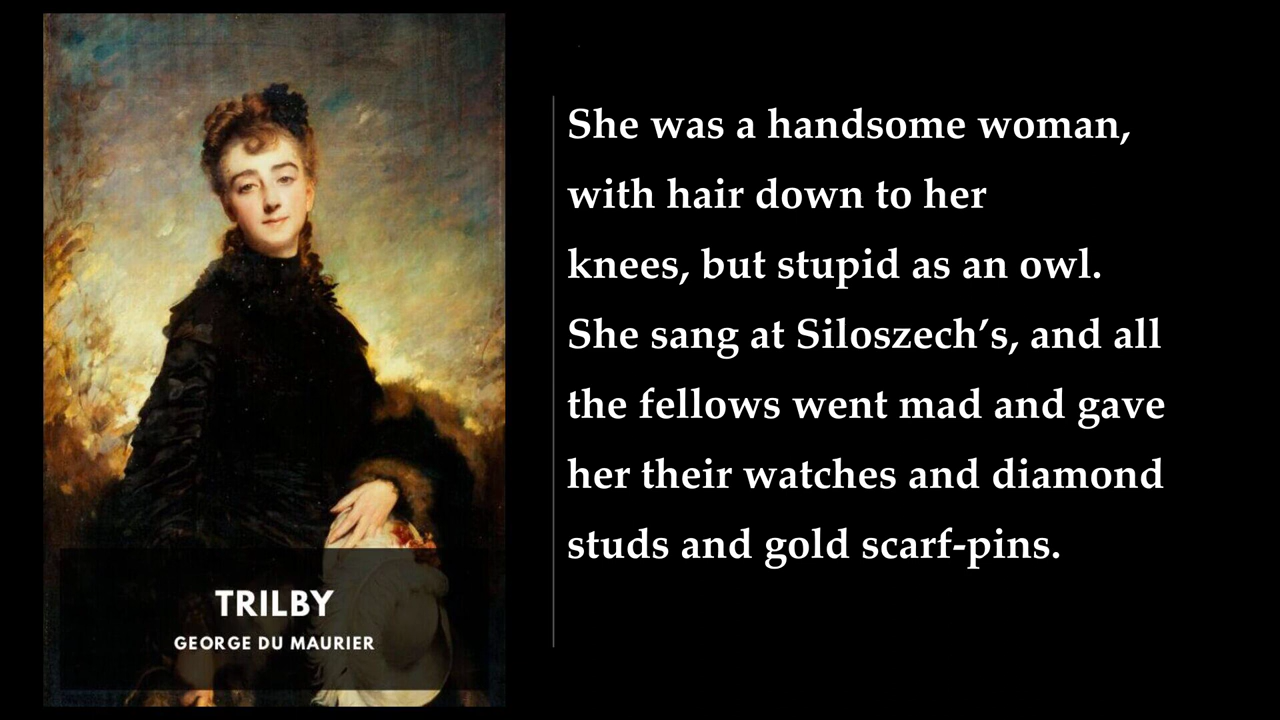 TRILBY
GEORGE DU MAURIER
She was a handsome woman,
with hair down to her
knees, but stupid as an owl.
She sang at Siloszech’s, and all
the fellows went mad and gave
her their watches and diamond
studs and gold scarf-pins.